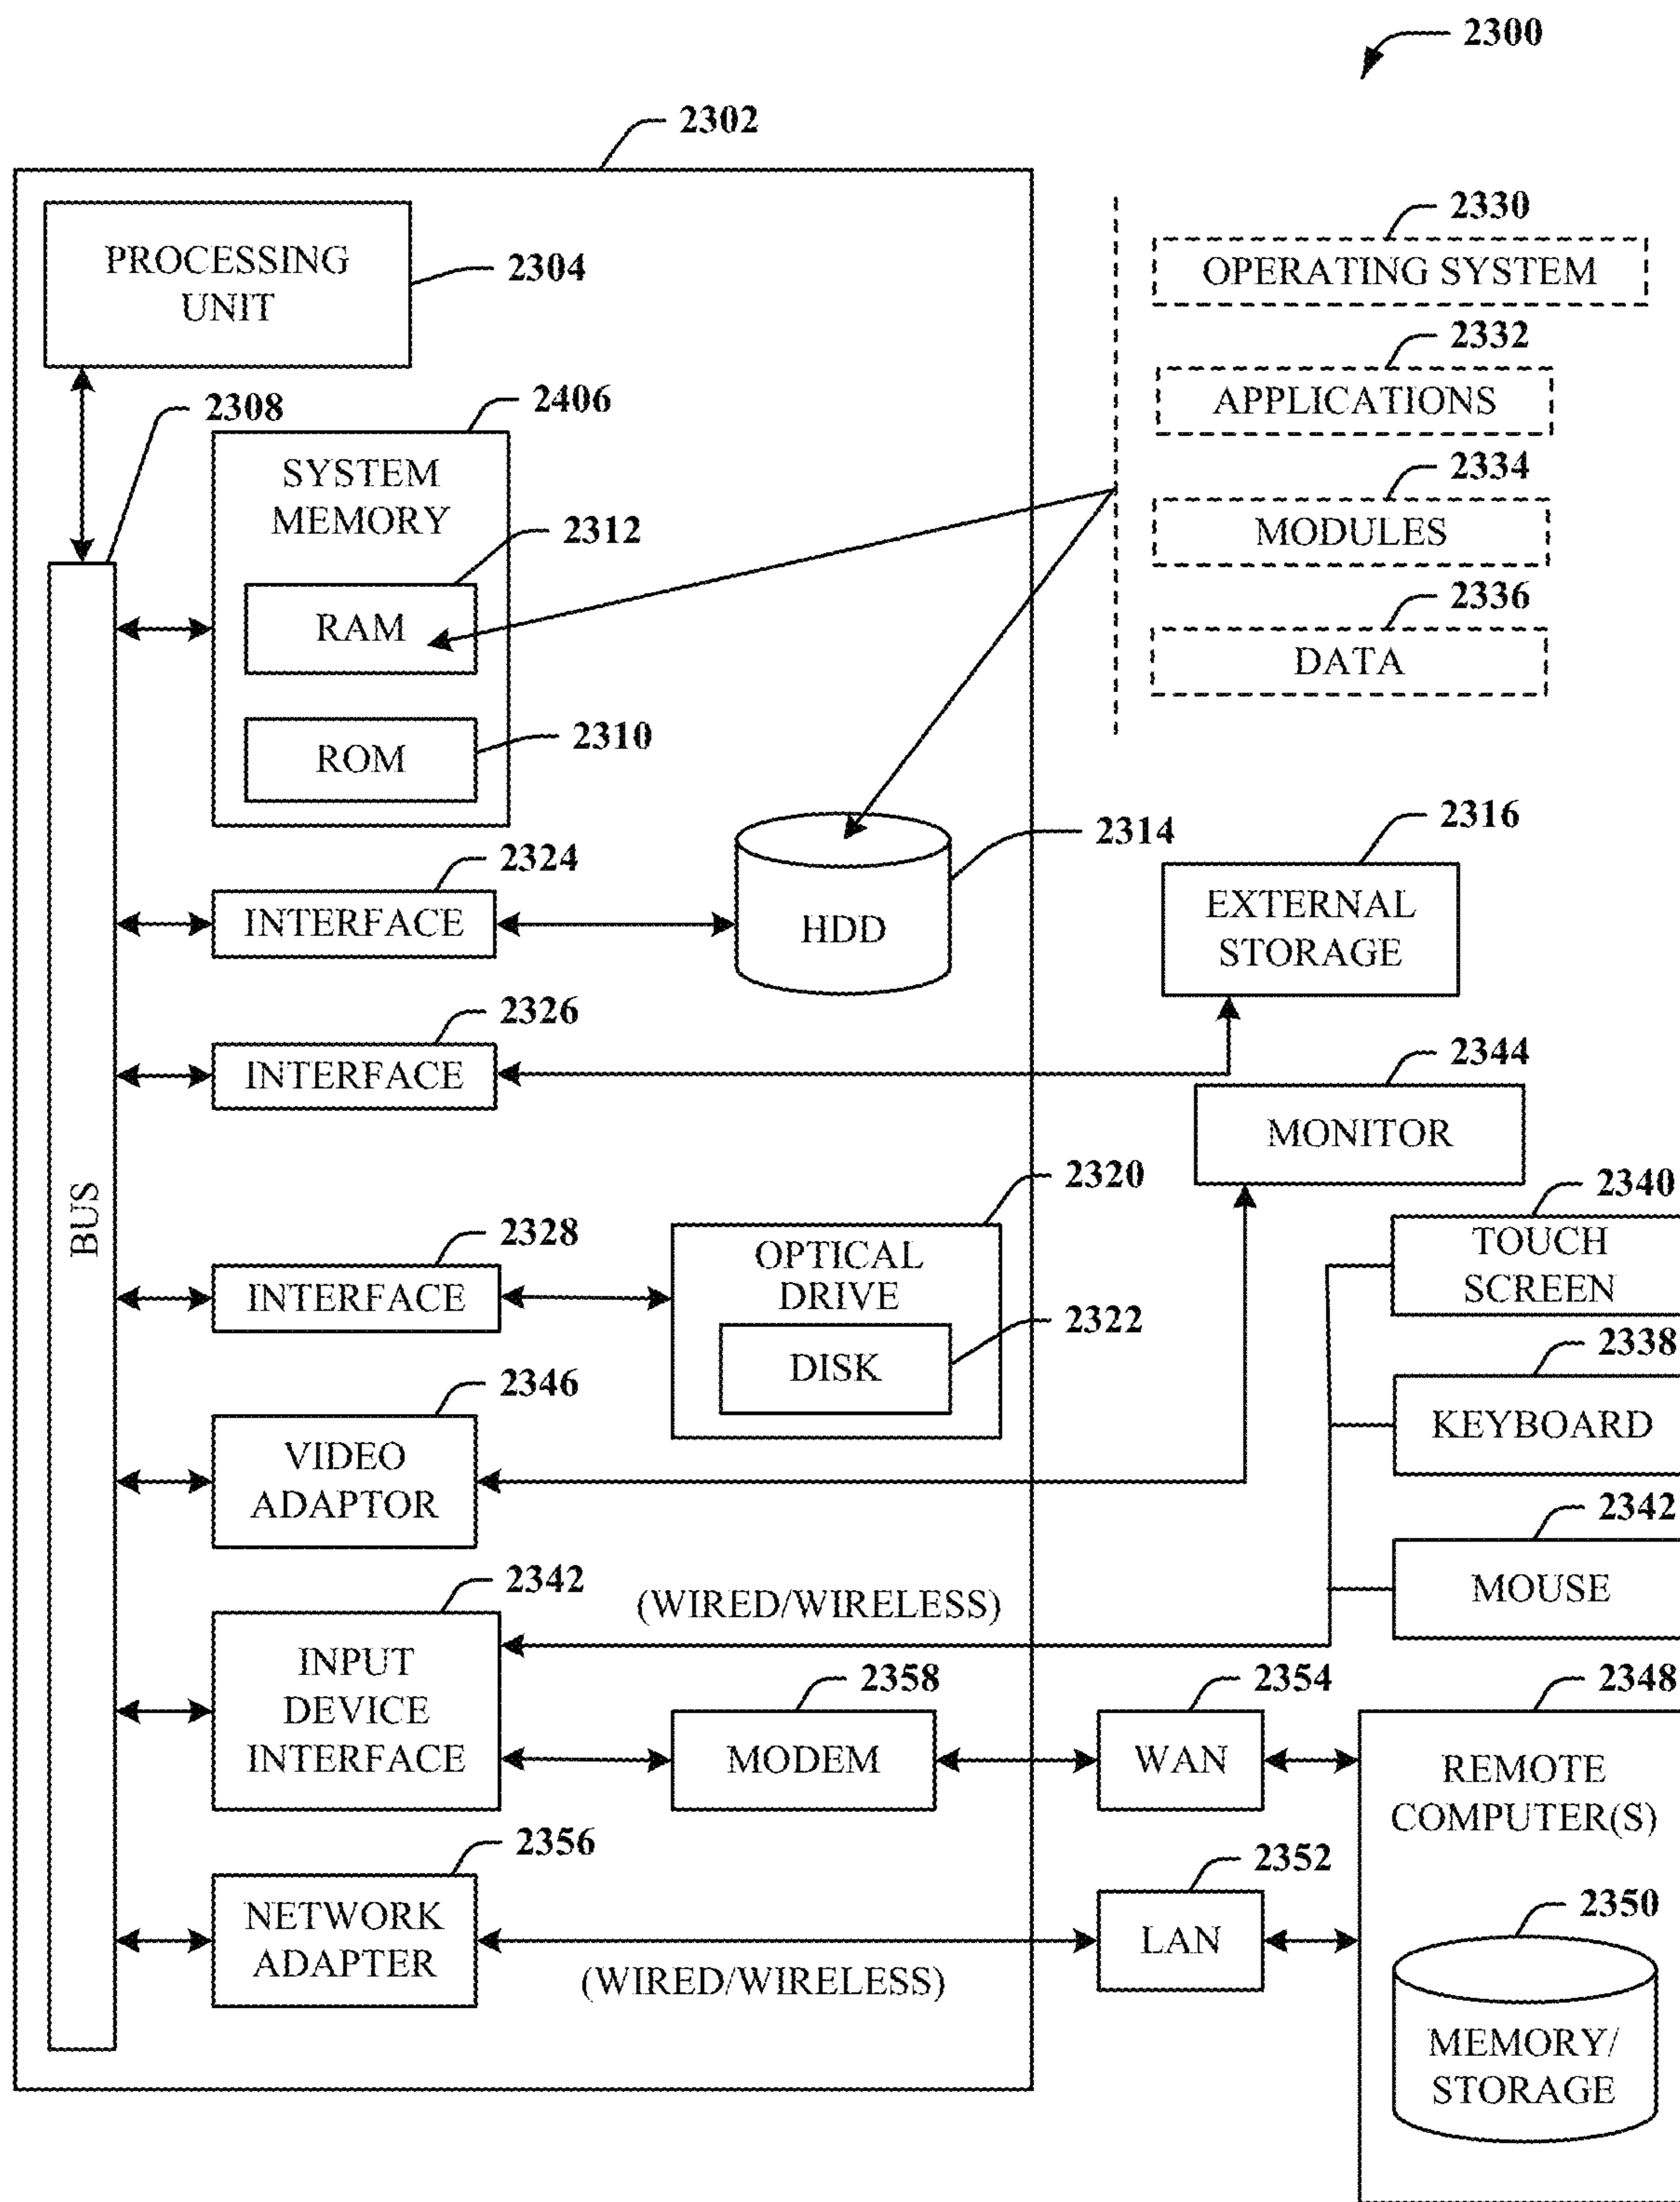 2300
2302
PROCESSING
UNIT
2304
2308
2406
SYSTEM
MEMORY
2312
RAM
ROM
2310
2330
OPERATING SYSTEM
2332
APPLICATIONS
2334
MODULES
2336
DATA
BUS
2324
INTERFACE
HDD
2314
2316
EXTERNAL
STORAGE
2326
INTERFACE
2344
MONITOR
2328
INTERFACE
2320
OPTICAL
DRIVE
DISK
2322
2340
TOUCH
SCREEN
2338
KEYBOARD
2342
MOUSE
2346
VIDEO
ADAPTOR
2342
INPUT
DEVICE
INTERFACE
(WIRED/WIRELESS)
2358
MODEM
2354
WAN
2348
REMOTE
COMPUTER(S)
2356
NETWORK
ADAPTER
(WIRED/WIRELESS)
2352
LAN
2350
MEMORY/
STORAGE